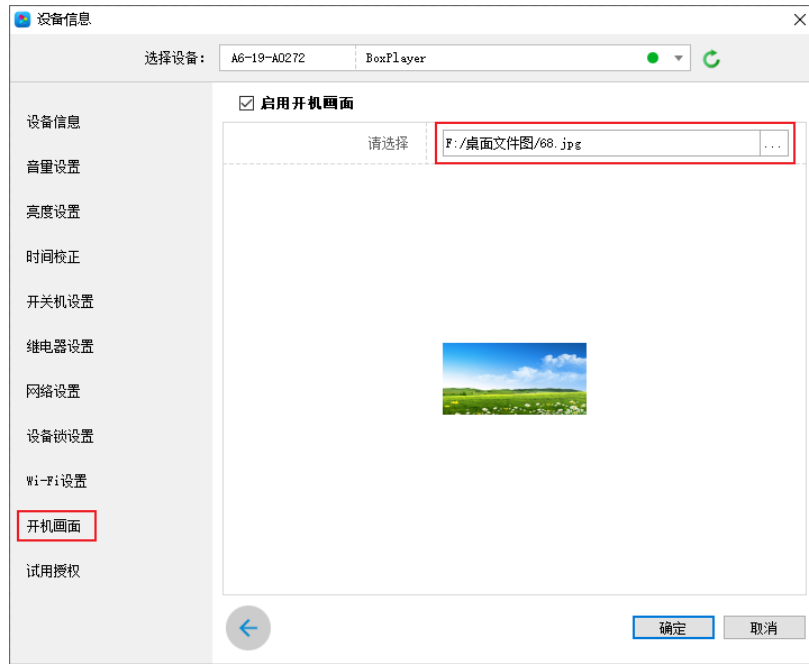 设备信息
选择设备: A6-19-A0272 BoxPlayer
启用开机画面
请选择 F:/桌面文件图/68.jpg ...
设备信息
音量设置
亮度设置
时间校正
开关机设置
继电器设置
网络设置
设备锁设置
Wi-Fi设置
开机画面
试用授权
确定 取消